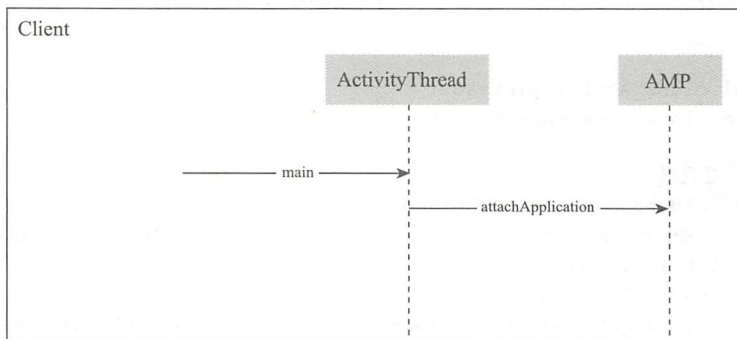 Client
ActivityThread
AMP
main
attachApplication